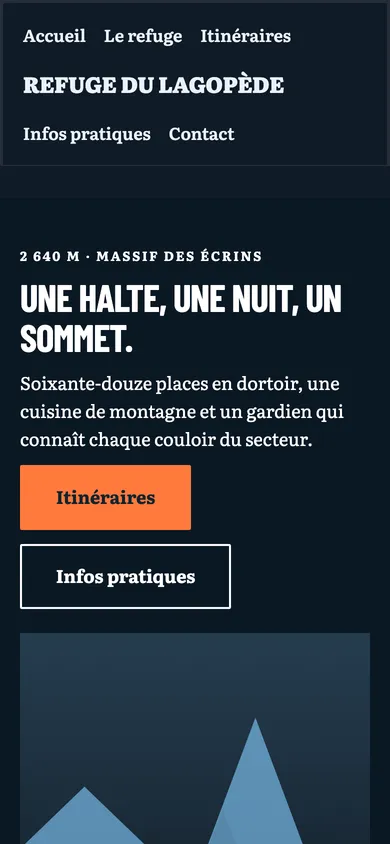 Accueil Le refuge Itinéraires
REFUGE DU LAGOPÈDE
Infos pratiques Contact
2 640 M · MASSIF DES ÉCRINS
UNE HALTE, UNE NUIT, UN
SOMMET.
Soixante-douze places en dortoir, une
cuisine de montagne et un gardien qui
connaît chaque couloir du secteur.
Itinéraires
Infos pratiques